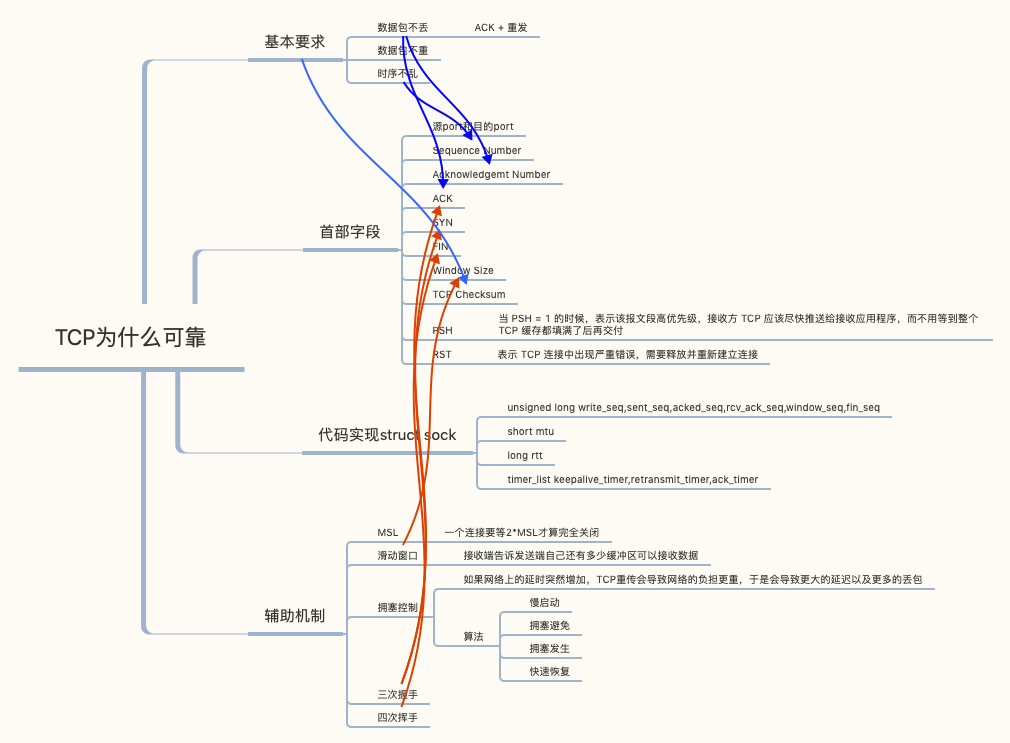 TCP为什么可靠
基本要求
数据包不丢
ACK + 重发
数据包不重
时序不乱
首部字段
源port和目的port
Sequence Number
Acknowledgemt Number
ACK
SYN
FIN
Window Size
TCP Checksum
PSH
当 PSH = 1 的时候，表示该报文段高优先级，接收方 TCP 应该尽快推送给接收应用程序，而不用等到整个
TCP 缓存都填满了后再交付
RST
表示 TCP 连接中出现严重错误，需要释放并重新建立连接
代码实现struct sock
unsigned long write_seq,sent_seq,acked_seq,rcv_ack_seq,window_seq,fin_seq
short mtu
long rtt
timer_list keepalive_timer,retransmit_timer,ack_timer
辅助机制
MSL
一个连接要等2*MSL才算完全关闭
滑动窗口
接收端告诉发送端自己还有多少缓冲区可以接收数据
拥塞控制
如果网络上的延时突然增加，TCP重传会导致网络的负担更重，于是会导致更大的延迟以及更多的丢包
算法
慢启动
拥塞避免
拥塞发生
快速恢复
三次握手
四次挥手